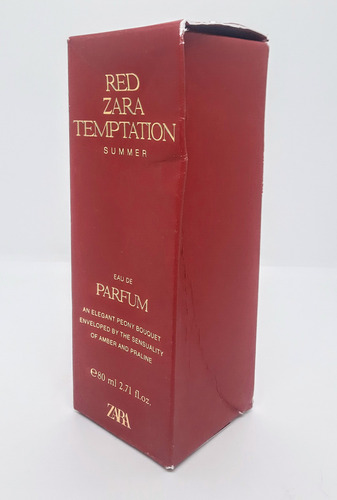 RED
ZARA
TEMPTATION
SUMMER
EAU DE
PARFUM
AN ELEGANT PEONY BOUQUET
ENVELOPED BY THE SENSUALITY
OF AMBER AND PRALINE
℮80 ml 2.71 fl.oz.
ZARA